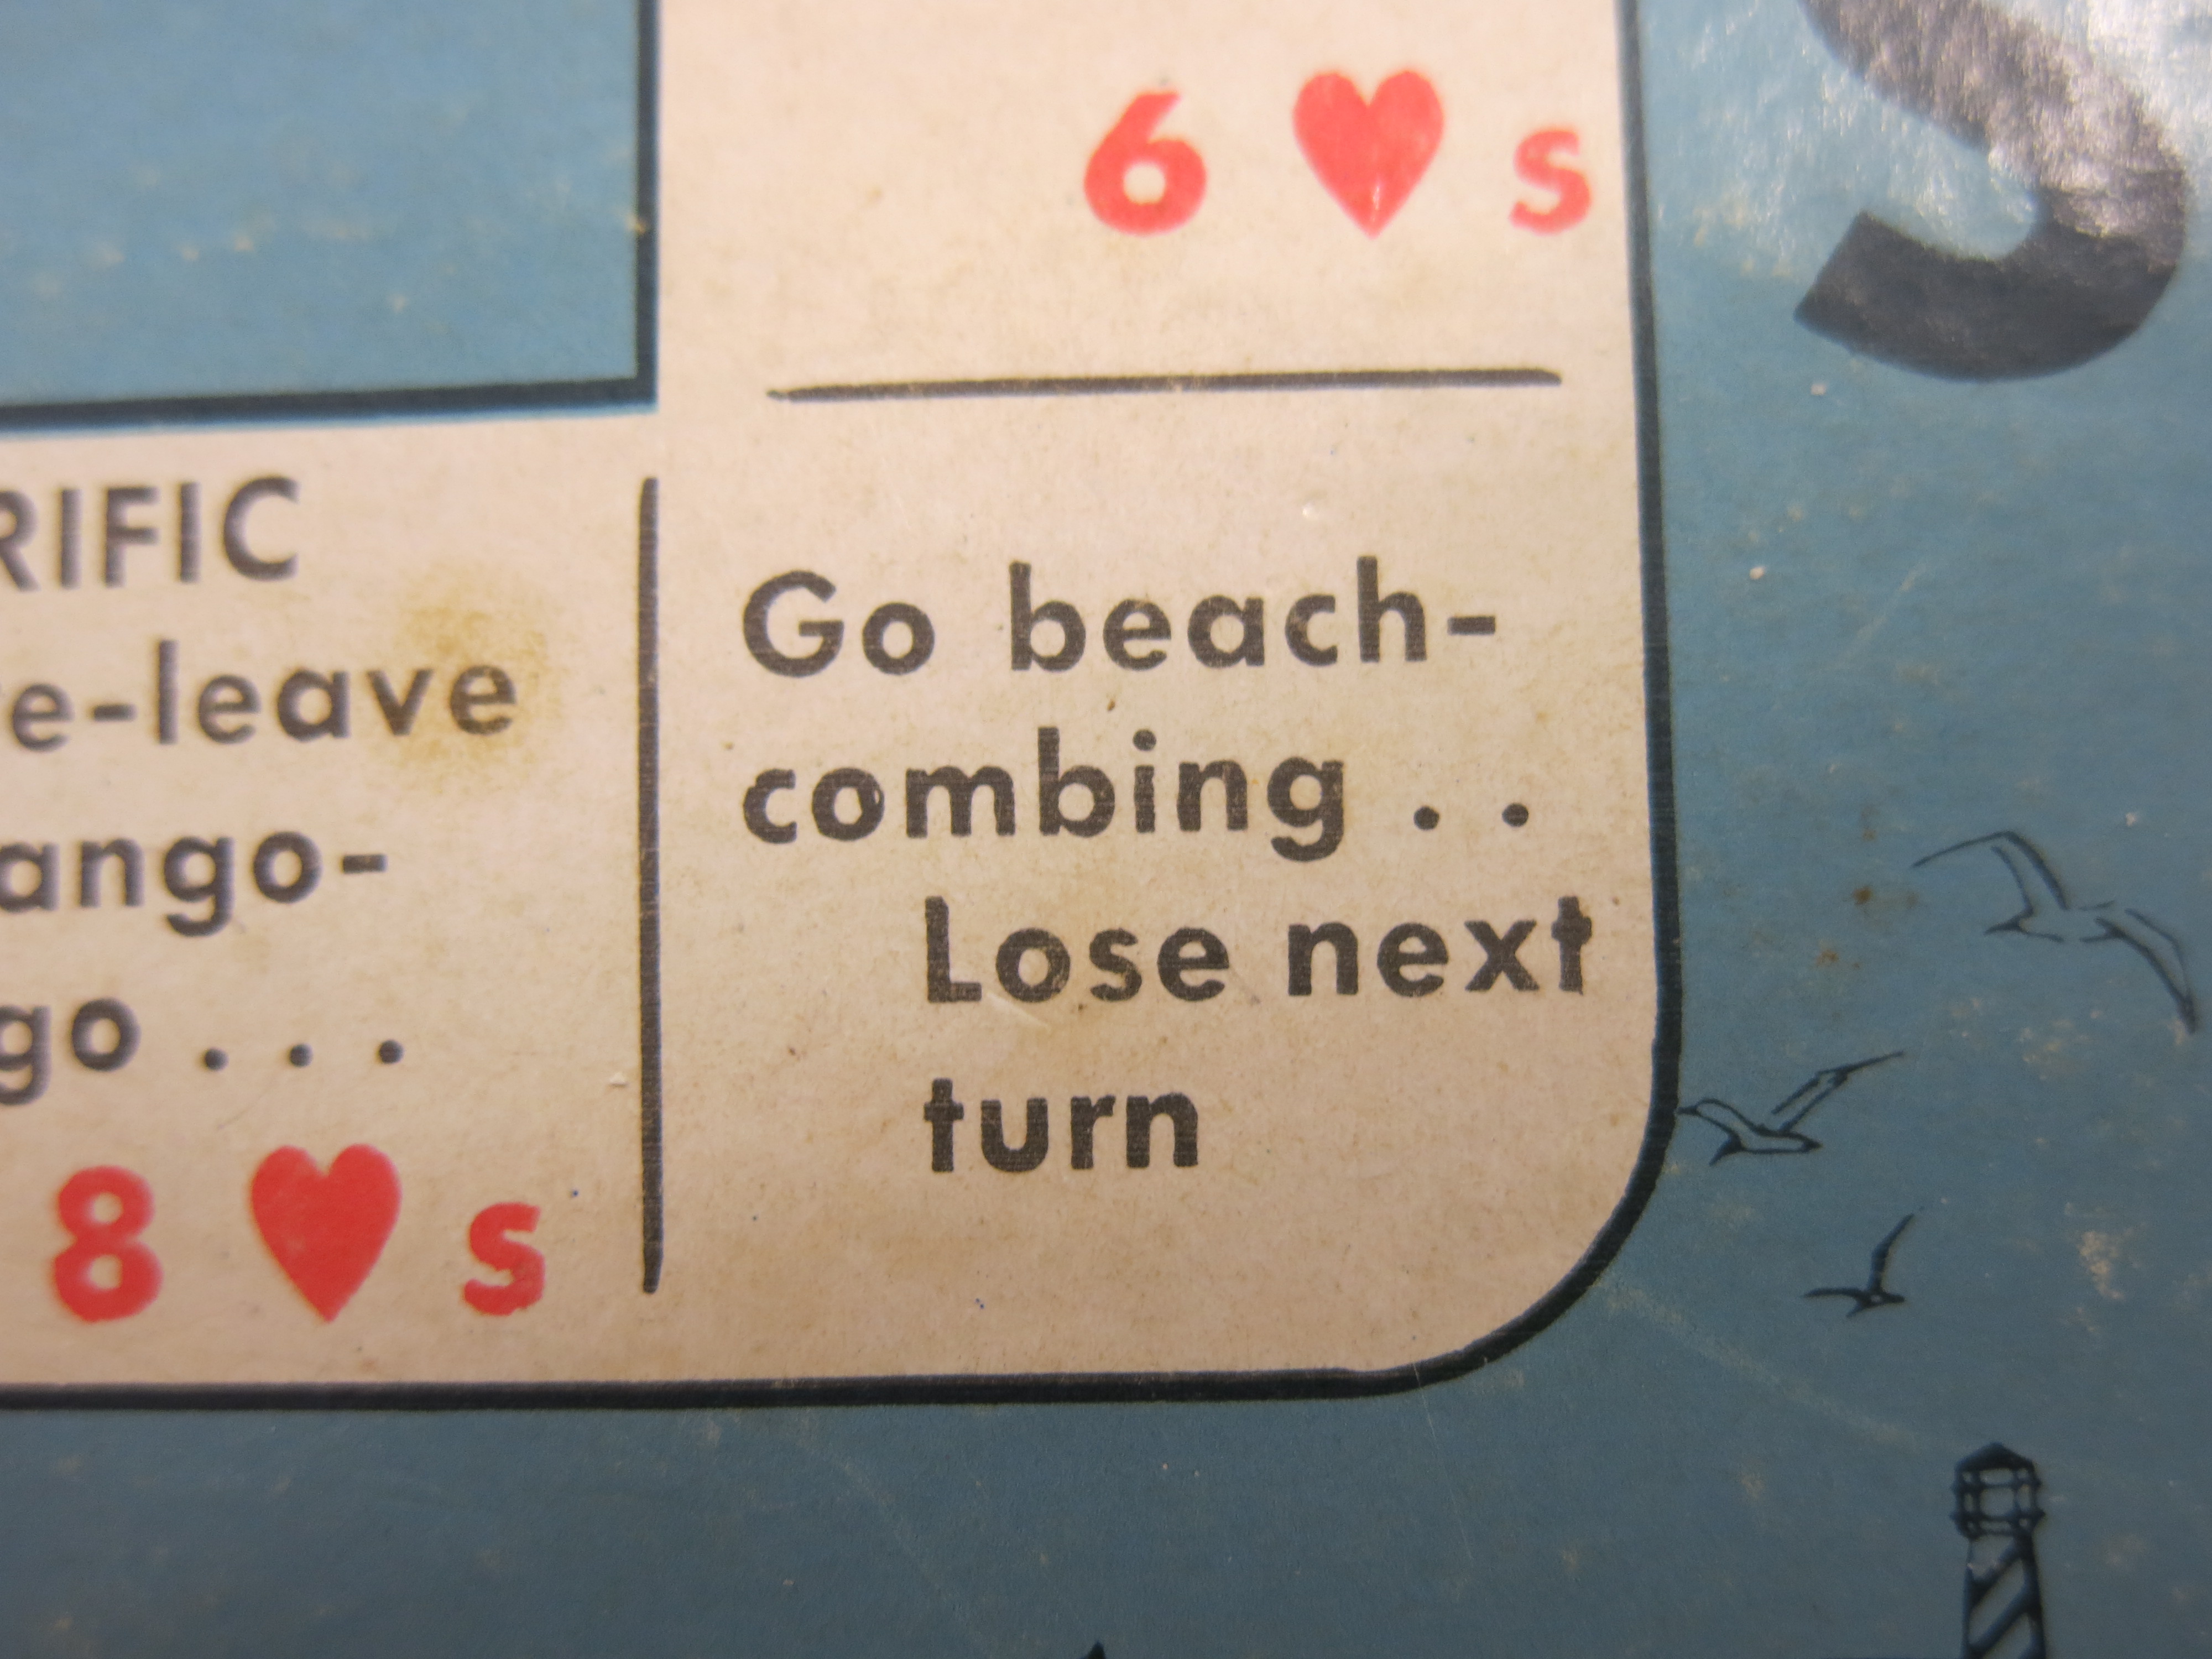 6 ♥ s
S
RIFIC
e-leave
ango-
go . . .
8 ♥ s
Go beach-
combing . .
Lose next
turn